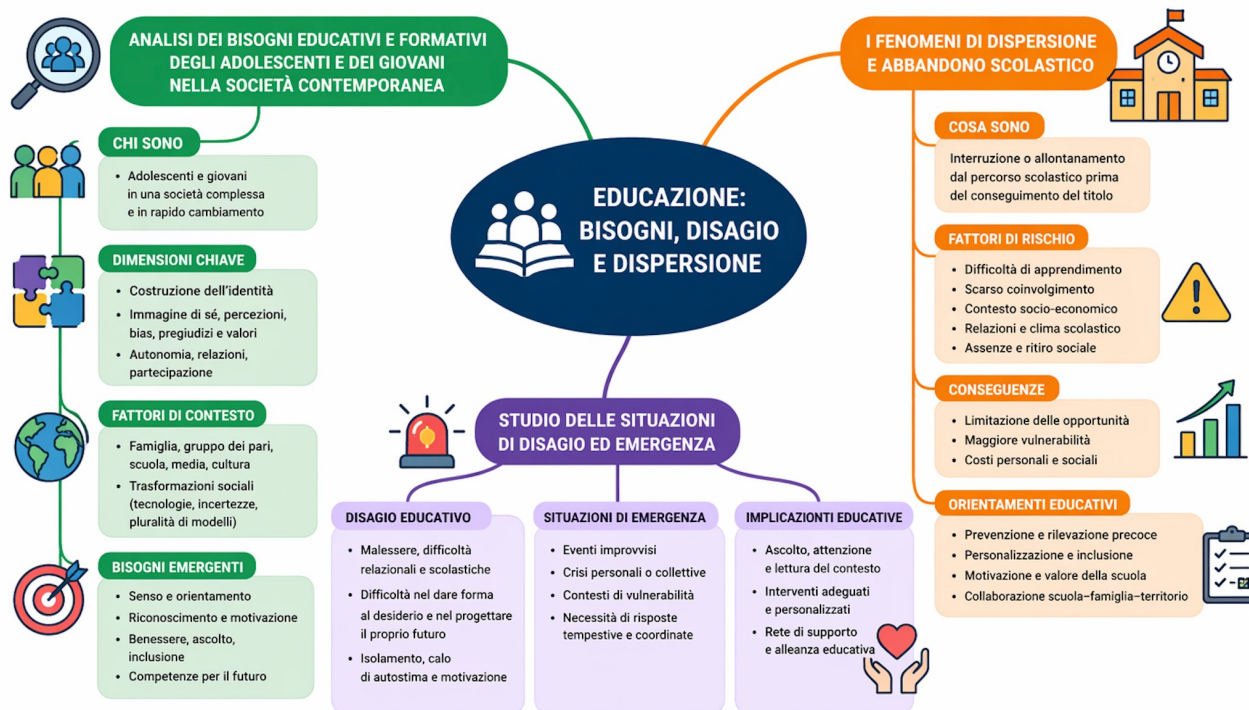 ANALISI DEI BISOGNI EDUCATIVI E FORMATIVI
DEGLI ADOLESCENTI E DEI GIOVANI
NELLA SOCIETÀ CONTEMPORANEA
CHI SONO
• Adolescenti e giovani
in una società complessa
e in rapido cambiamento
DIMENSIONI CHIAVE
• Costruzione dell'identità
• Immagine di sé, percezioni,
bias, pregiudizi e valori
• Autonomia, relazioni,
partecipazione
FATTORI DI CONTESTO
• Famiglia, gruppo dei pari,
scuola, media, cultura
• Trasformazioni sociali
(tecnologie, incertezze,
pluralità di modelli)
BISOGNI EMERGENTI
• Senso e orientamento
• Riconoscimento e motivazione
• Benessere, ascolto,
inclusione
• Competenze per il futuro
EDUCAZIONE:
BISOGNI, DISAGIO
E DISPERSIONE
STUDIO DELLE SITUAZIONI
DI DISAGIO ED EMERGENZA
DISAGIO EDUCATIVO
• Malessere, difficoltà
relazionali e scolastiche
• Difficoltà nel dare forma
al desiderio e nel progettare
il proprio futuro
• Isolamento, calo
di autostima e motivazione
SITUAZIONI DI EMERGENZA
• Eventi improvvisi
• Crisi personali o collettive
• Contesti di vulnerabilità
• Necessità di risposte
tempestive e coordinate
IMPLICAZIONTI EDUCATIVE
• Ascolto, attenzione
e lettura del contesto
• Interventi adeguati
e personalizzati
• Rete di supporto
e alleanza educativa
I FENOMENI DI DISPERSIONE
E ABBANDONO SCOLASTICO
COSA SONO
Interruzione o allontanamento
dal percorso scolastico prima
del conseguimento del titolo
FATTORI DI RISCHIO
• Difficoltà di apprendimento
• Scarso coinvolgimento
• Contesto socio-economico
• Relazioni e clima scolastico
• Assenze e ritiro sociale
CONSEGUENZE
• Limitazione delle opportunità
• Maggiore vulnerabilità
• Costi personali e sociali
ORIENTAMENTI EDUCATIVI
• Prevenzione e rilevazione precoce
• Personalizzazione e inclusione
• Motivazione e valore della scuola
• Collaborazione scuola–famiglia–territorio